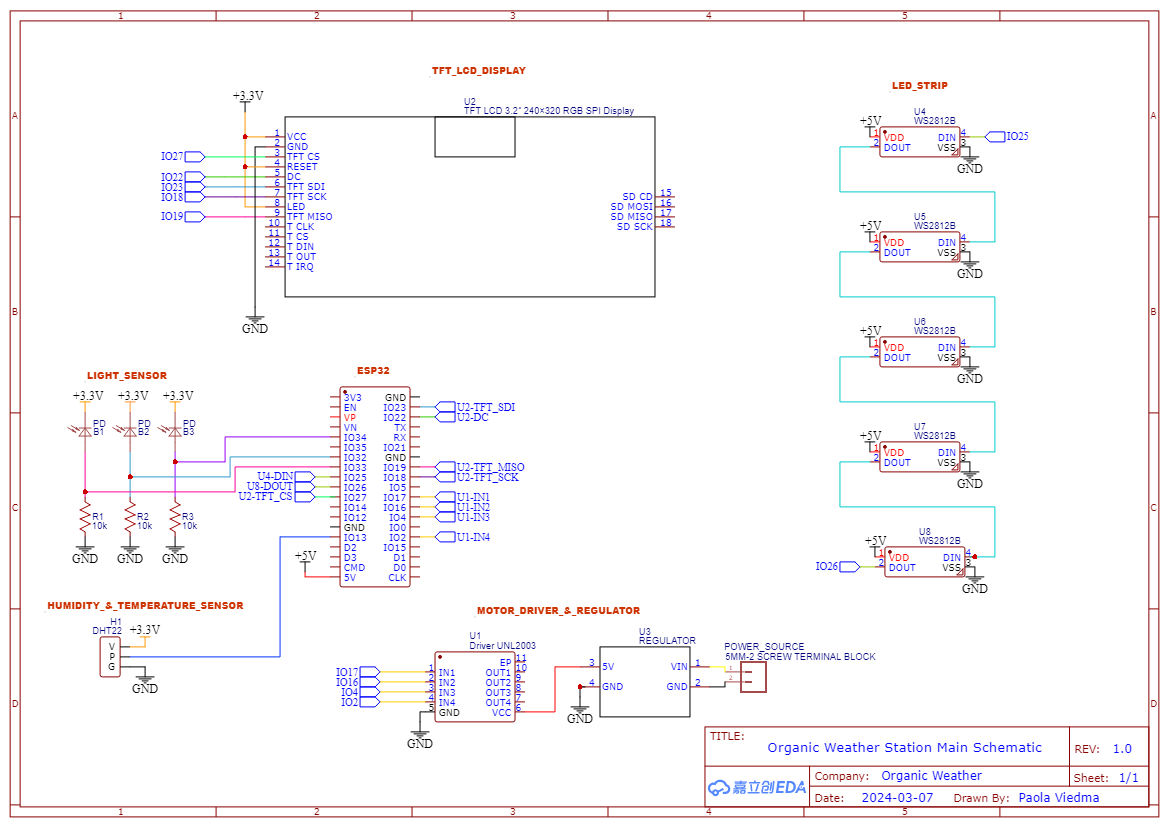 1 2 3 4 5
A
B
C
D
A
B
C
D
1 2 3 4 5
TFT_LCD_DISPLAY
+3.3V
U2
TFT LCD 3.2" 240×320 RGB SPI Display
1 VCC
2 GND
IO27 3 TFT CS
4 RESET
IO22 5 DC
IO23 6 TFT SDI
IO18 7 TFT SCK
8 LED
IO19 9 TFT MISO
10 T CLK
11 T CS
12 T DIN
13 T OUT
14 T IRQ
SD CD 15
SD MOSI 16
SD MISO 17
SD SCK 18
GND
LED_STRIP
U4
WS2812B
+5V
1 VDD DIN 4 IO25
2 DOUT VSS 3
GND
U5
WS2812B
+5V
1 VDD DIN 4
2 DOUT VSS 3
GND
U6
WS2812B
+5V
1 VDD DIN 4
2 DOUT VSS 3
GND
U7
WS2812B
+5V
1 VDD DIN 4
2 DOUT VSS 3
GND
U8
WS2812B
+5V
1 VDD DIN 4
IO26 2 DOUT VSS 3
GND
LIGHT_SENSOR
+3.3V +3.3V +3.3V
PD PD PD
B1 B2 B3
R1 R2 R3
10k 10k 10k
GND GND GND
ESP32
3V3 GND
EN IO23 U2-TFT_SDI
VP IO22 U2-DC
VN TX
IO34 RX
IO35 IO21
IO32 GND
IO33 IO19 U2-TFT_MISO
U4-DIN IO25 IO18 U2-TFT_SCK
U8-DOUT IO26 IO5
U2-TFT_CS IO27 IO17 U1-IN1
IO14 IO16 U1-IN2
IO12 IO4 U1-IN3
GND IO0
IO13 IO2 U1-IN4
D2 IO15
D3 D1
CMD D0
5V CLK
+5V
HUMIDITY_&_TEMPERATURE_SENSOR
H1
DHT22
+3.3V
V
P
G
GND
MOTOR_DRIVER_&_REGULATOR
U1
Driver UNL2003
EP 11
IO17 1 IN1 OUT1 10
IO16 2 IN2 OUT2 9
IO4 3 IN3 OUT3 8
IO2 4 IN4 OUT4 7
5 GND VCC 6
GND
U3
REGULATOR
3 5V VIN 1
4 GND GND 2
GND
POWER_SOURCE
5MM-2 SCREW TERMINAL BLOCK
1
2
TITLE:
Organic Weather Station Main Schematic
REV: 1.0
嘉立创EDA
Company: Organic Weather
Sheet: 1/1
Date: 2024-03-07 Drawn By: Paola Viedma